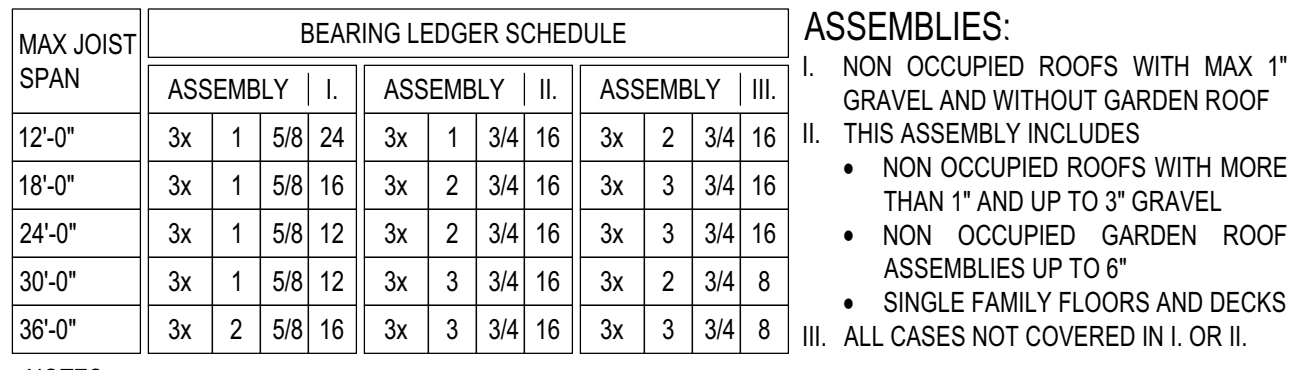 MAX JOIST SPAN BEARING LEDGER SCHEDULE
ASSEMBLY I. ASSEMBLY II. ASSEMBLY III.
12'-0" 3x 1 5/8 24 3x 1 3/4 16 3x 2 3/4 16
18'-0" 3x 1 5/8 16 3x 2 3/4 16 3x 3 3/4 16
24'-0" 3x 1 5/8 12 3x 2 3/4 16 3x 3 3/4 16
30'-0" 3x 1 5/8 12 3x 3 3/4 16 3x 2 3/4 8
36'-0" 3x 2 5/8 16 3x 3 3/4 16 3x 3 3/4 8
ASSEMBLIES:
I. NON OCCUPIED ROOFS WITH MAX 1"
GRAVEL AND WITHOUT GARDEN ROOF
II. THIS ASSEMBLY INCLUDES
• NON OCCUPIED ROOFS WITH MORE
THAN 1" AND UP TO 3" GRAVEL
• NON OCCUPIED GARDEN ROOF
ASSEMBLIES UP TO 6"
• SINGLE FAMILY FLOORS AND DECKS
III. ALL CASES NOT COVERED IN I. OR II.